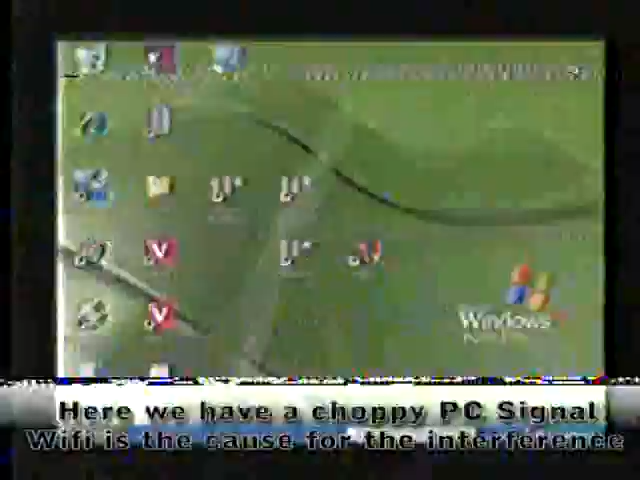 Windows
Here we have a choppy PC Signal
Wifi is the cause for the interference